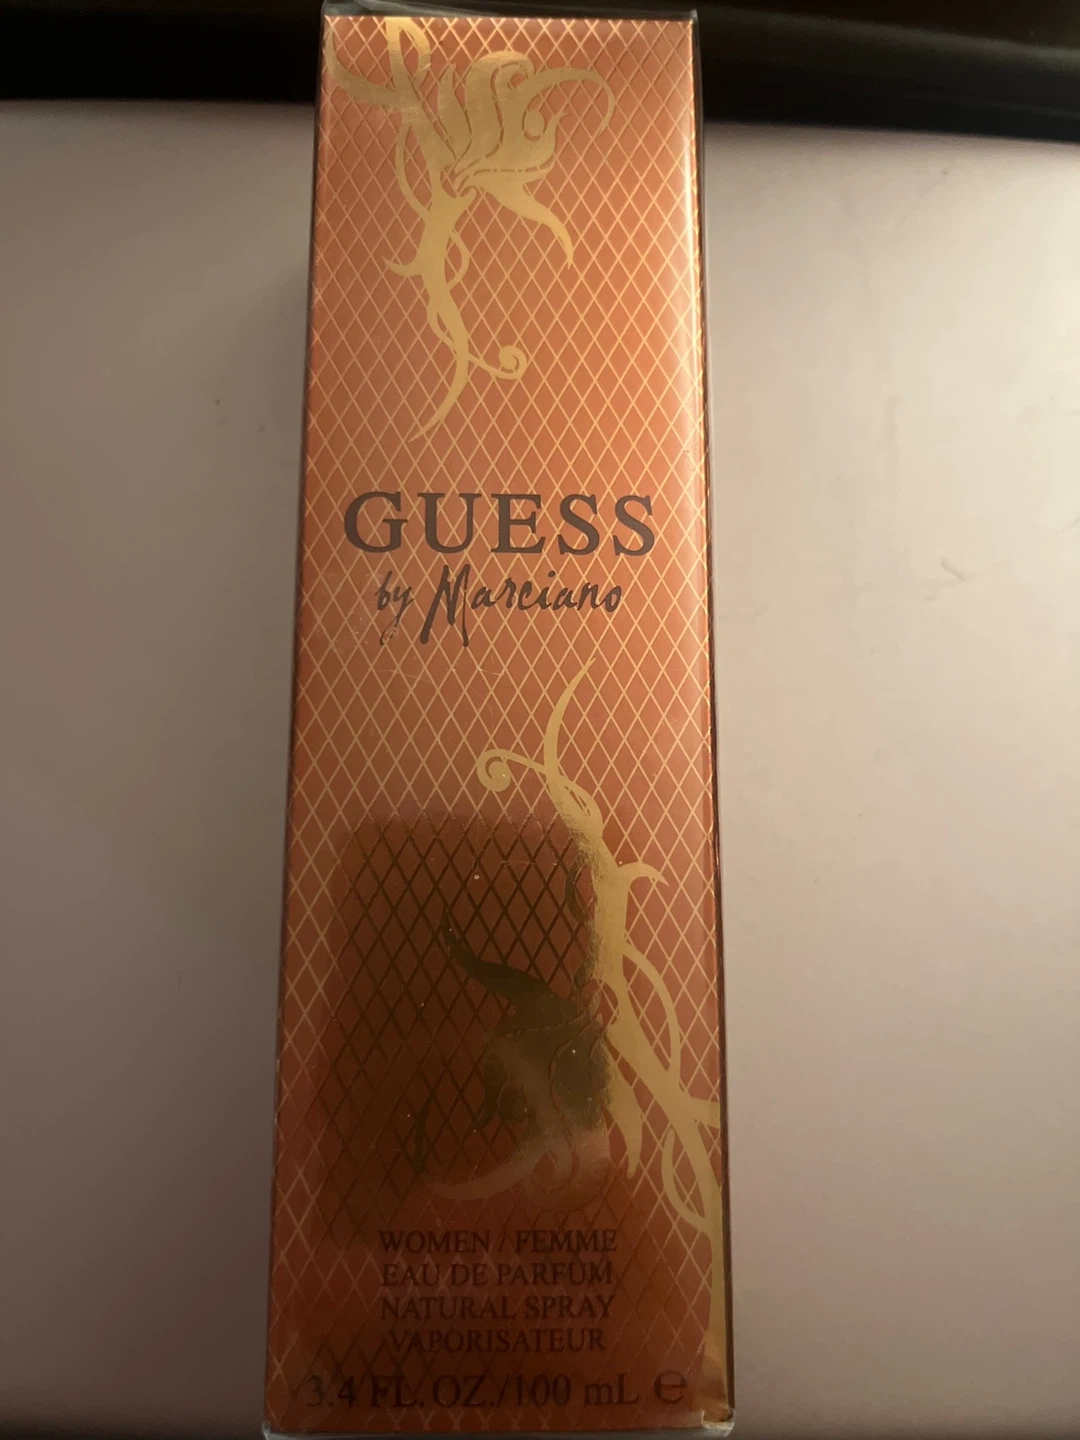 GUESS
by Marciano
WOMEN / FEMME
EAU DE PARFUM
NATURAL SPRAY
VAPORISATEUR
3.4 FL. OZ./100 mL ℮